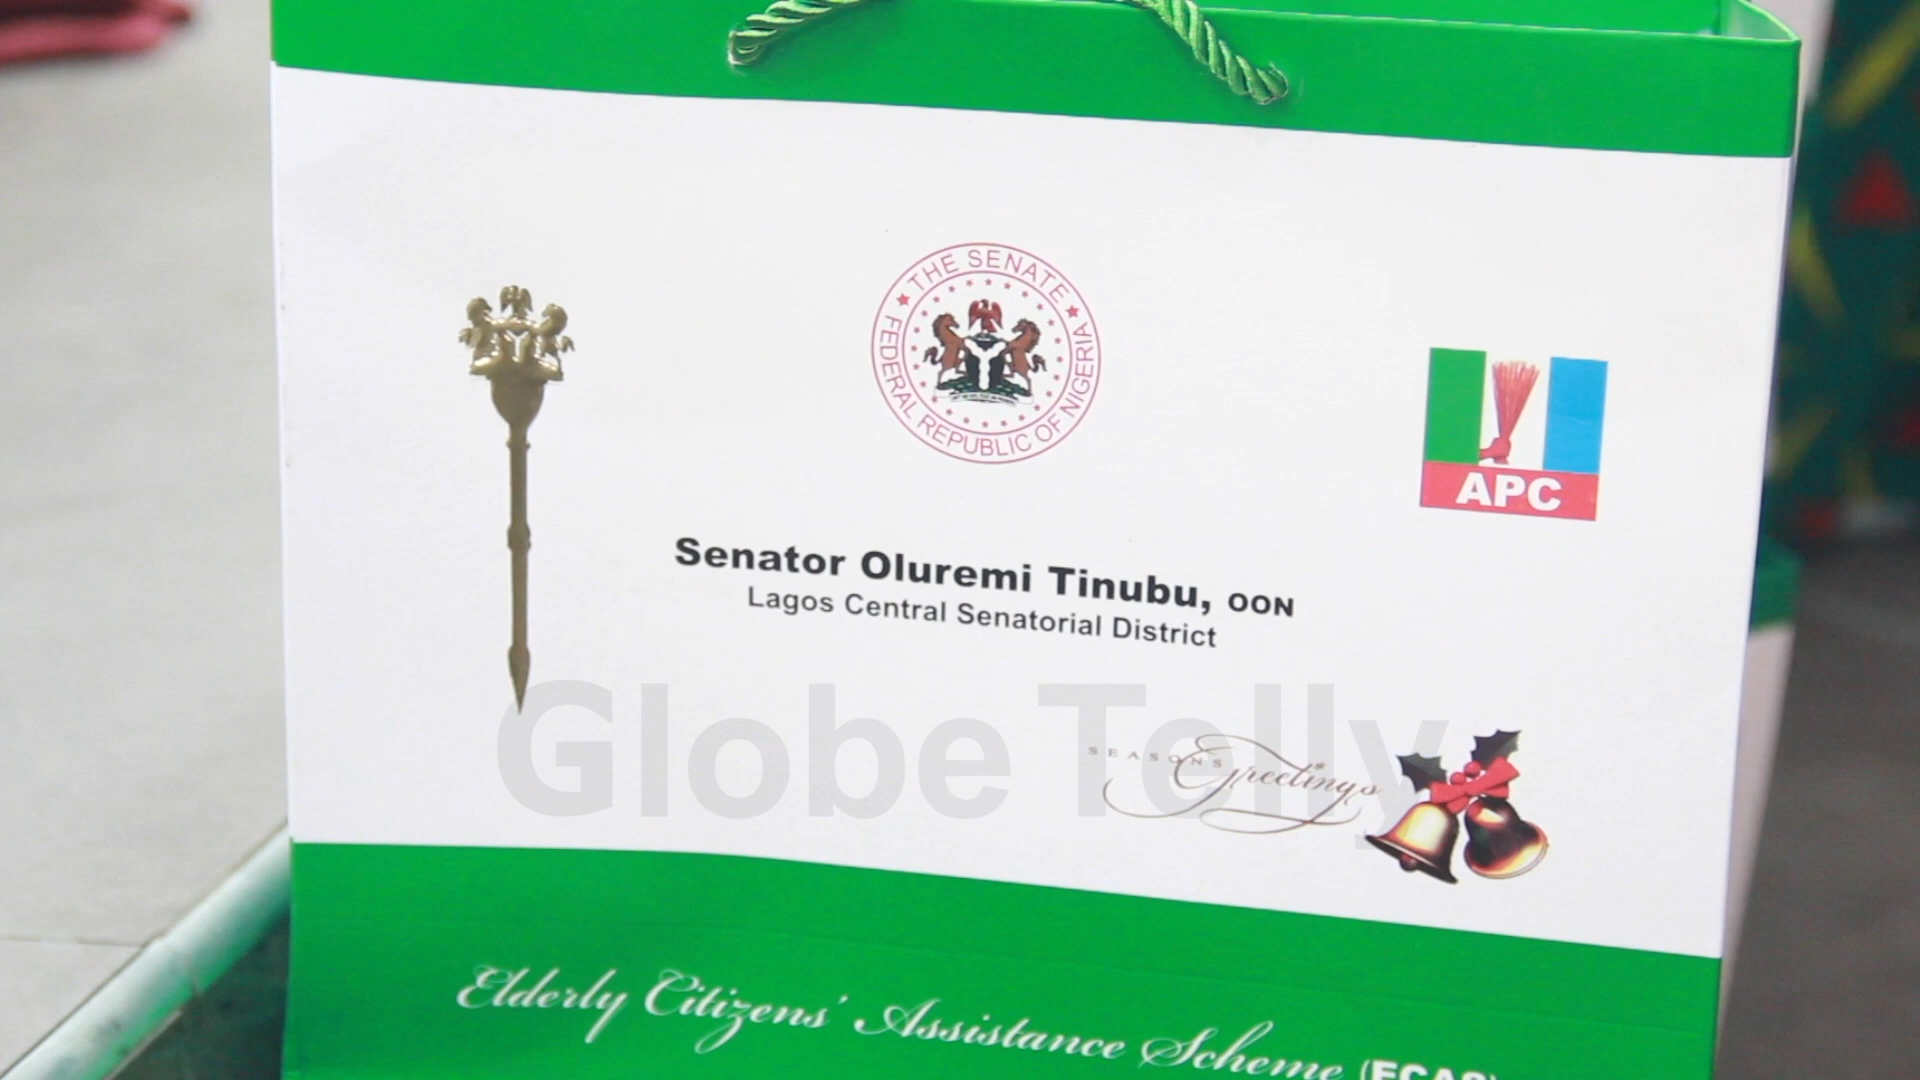 THE SENATE
FEDERAL REPUBLIC OF NIGERIA
APC
Senator Oluremi Tinubu, OON
Lagos Central Senatorial District
Globe Telly
SEASONS Greetings
Elderly Citizens' Assistance Scheme (ECAS)